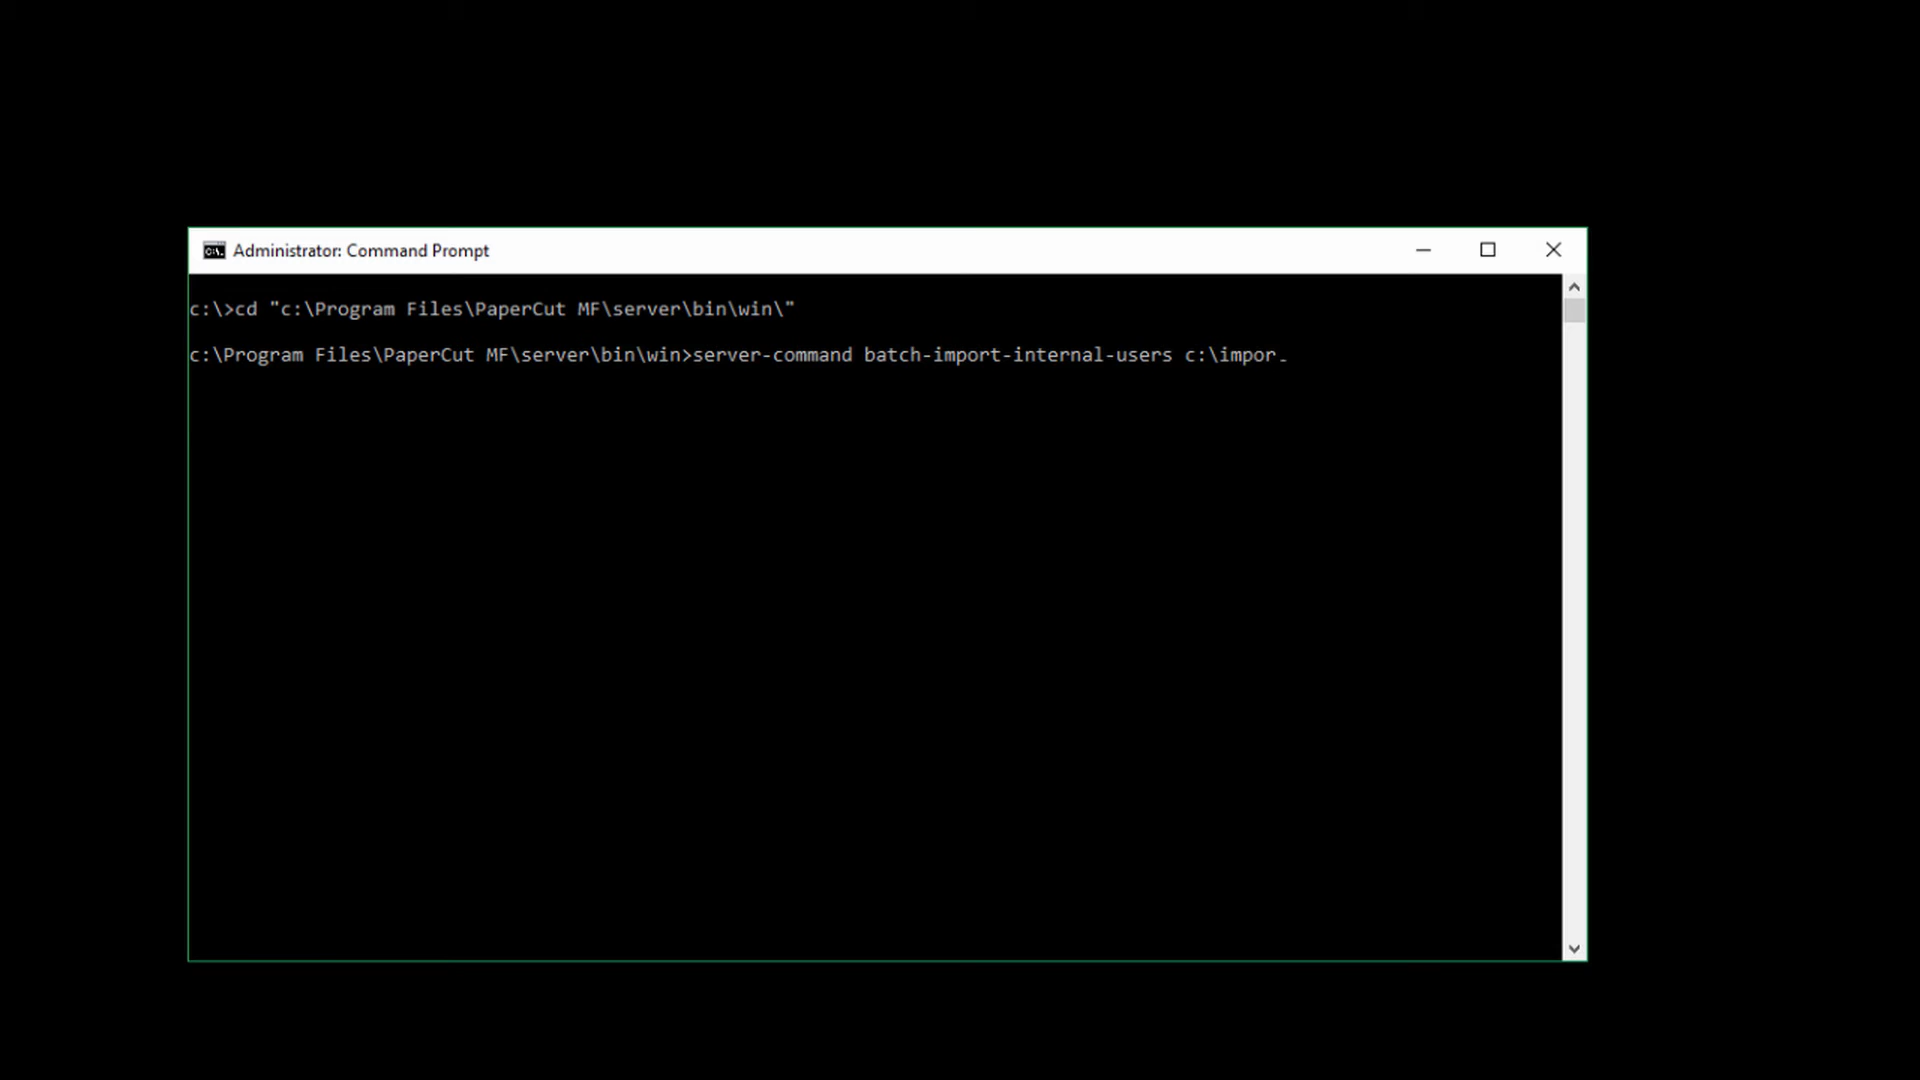 Administrator: Command Prompt
c:\>cd "c:\Program Files\PaperCut MF\server\bin\win\"
c:\Program Files\PaperCut MF\server\bin\win>server-command batch-import-internal-users c:\impor